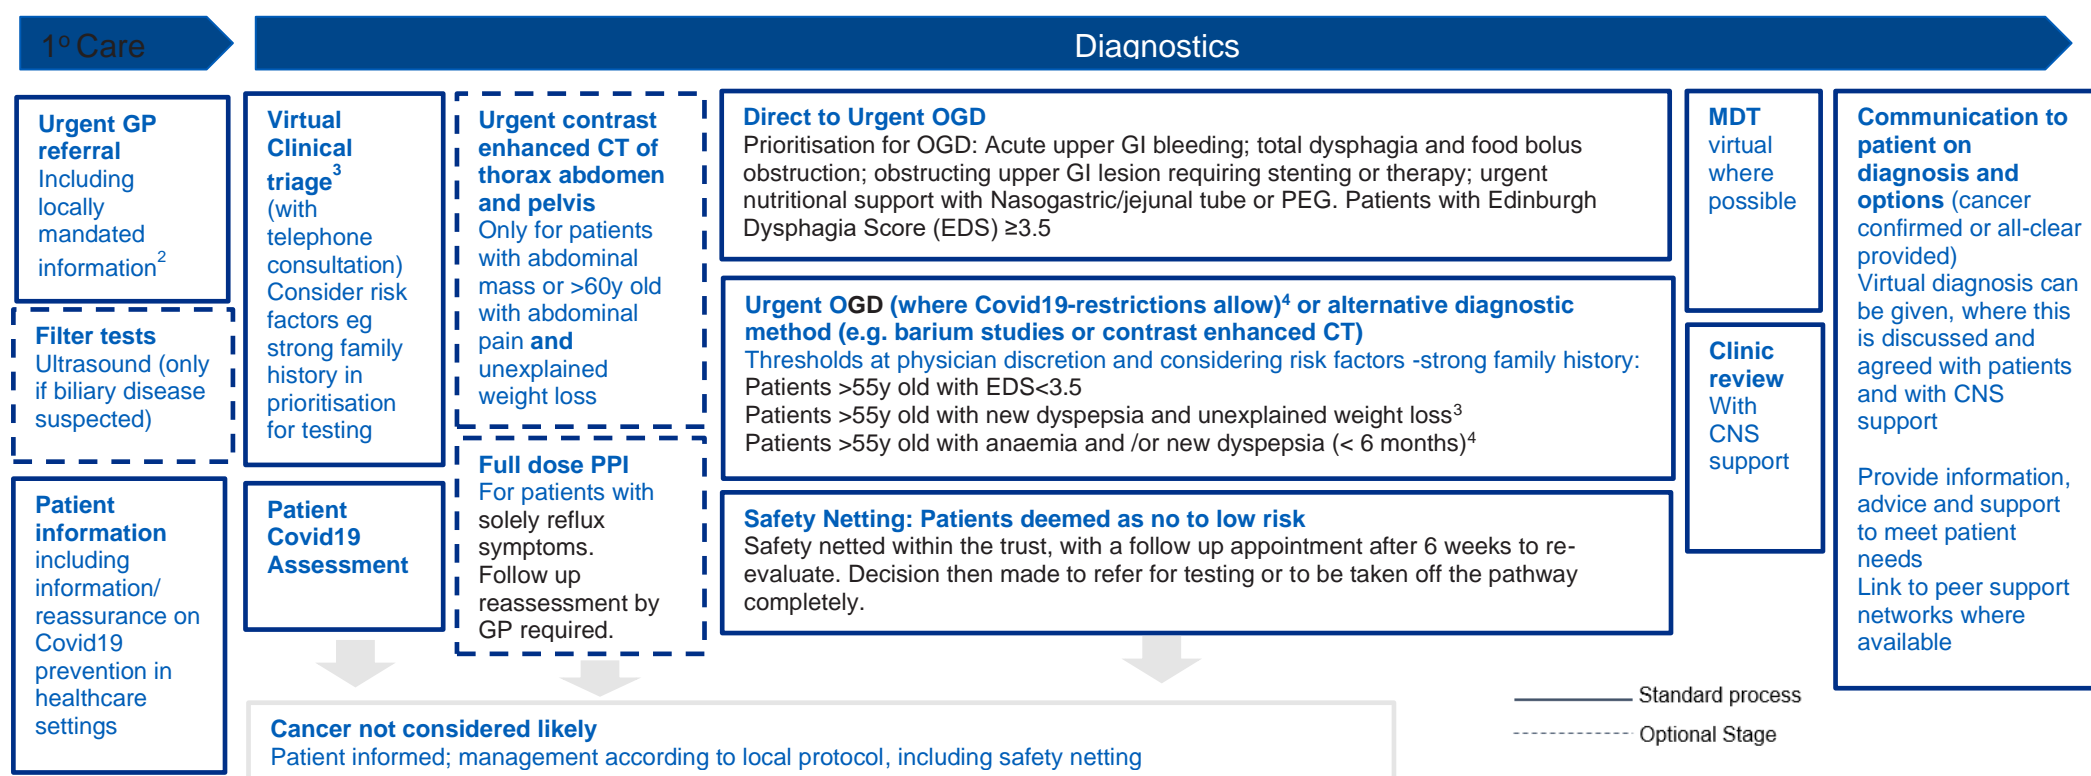 1º Care
Diagnostics
Urgent GP
referral
Including
locally
mandated
information2
Filter tests
Ultrasound (only
if biliary disease
suspected)
Patient
information
including
information/
reassurance on
Covid19
prevention in
healthcare
settings
Virtual
Clinical
triage3
(with
telephone
consultation)
Consider risk
factors eg
strong family
history in
prioritisation
for testing
Patient
Covid19
Assessment
Urgent contrast
enhanced CT of
thorax abdomen
and pelvis
Only for patients
with abdominal
mass or >60y old
with abdominal
pain and
unexplained
weight loss
Full dose PPI
For patients with
solely reflux
symptoms.
Follow up
reassessment by
GP required.
Direct to Urgent OGD
Prioritisation for OGD: Acute upper GI bleeding; total dysphagia and food bolus
obstruction; obstructing upper GI lesion requiring stenting or therapy; urgent
nutritional support with Nasogastric/jejunal tube or PEG. Patients with Edinburgh
Dysphagia Score (EDS) ≥3.5
Urgent OGD (where Covid19-restrictions allow)4 or alternative diagnostic
method (e.g. barium studies or contrast enhanced CT)
Thresholds at physician discretion and considering risk factors -strong family history:
Patients >55y old with EDS<3.5
Patients >55y old with new dyspepsia and unexplained weight loss3
Patients >55y old with anaemia and /or new dyspepsia (< 6 months)4
Safety Netting: Patients deemed as no to low risk
Safety netted within the trust, with a follow up appointment after 6 weeks to re-
evaluate. Decision then made to refer for testing or to be taken off the pathway
completely.
MDT
virtual
where
possible
Clinic
review
With
CNS
support
Communication to
patient on
diagnosis and
options (cancer
confirmed or all-clear
provided)
Virtual diagnosis can
be given, where this
is discussed and
agreed with patients
and with CNS
support
Provide information,
advice and support
to meet patient
needs
Link to peer support
networks where
available
Cancer not considered likely
Patient informed; management according to local protocol, including safety netting
Standard process
Optional Stage